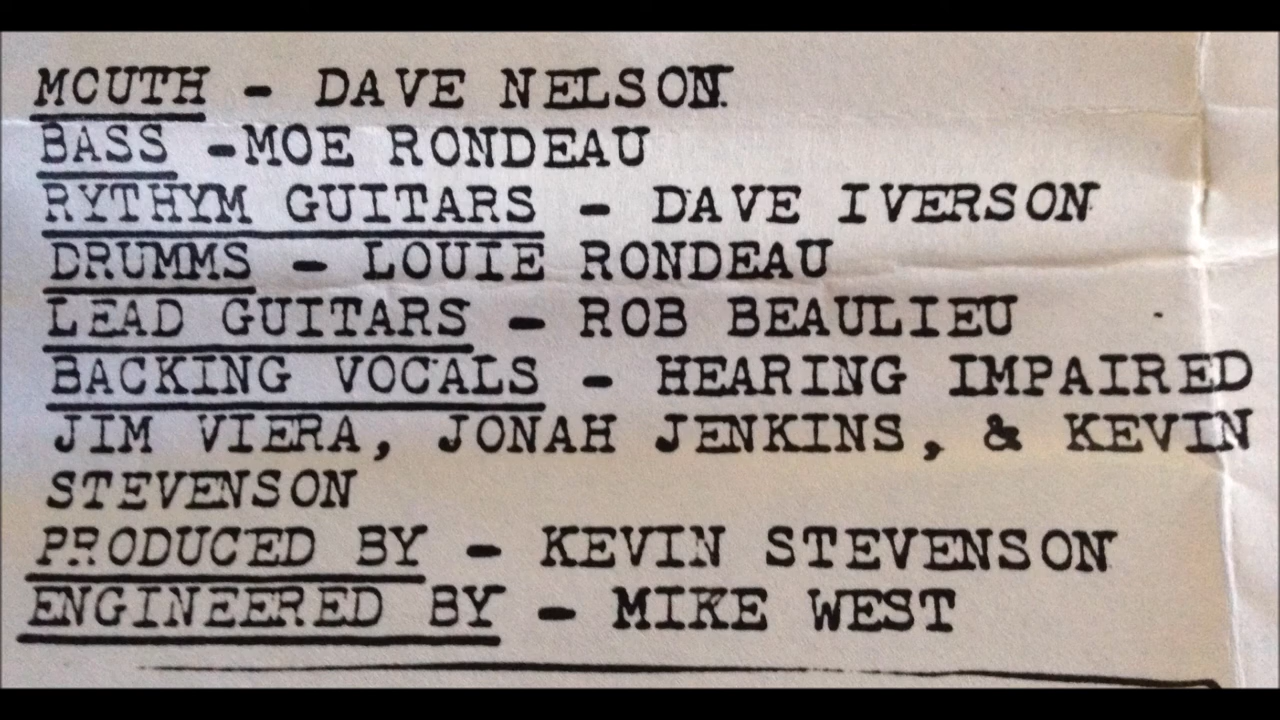 MOUTH - DAVE NELSON
BASS -MOE RONDEAU
RYTHYM GUITARS - DAVE IVERSON
DRUMMS - LOUIE RONDEAU
LEAD GUITARS - ROB BEAULIEU
BACKING VOCALS - HEARING IMPAIRED
JIM VIERA, JONAH JENKINS, & KEVIN
STEVENSON
PRODUCED BY - KEVIN STEVENSON
ENGINEERED BY - MIKE WEST